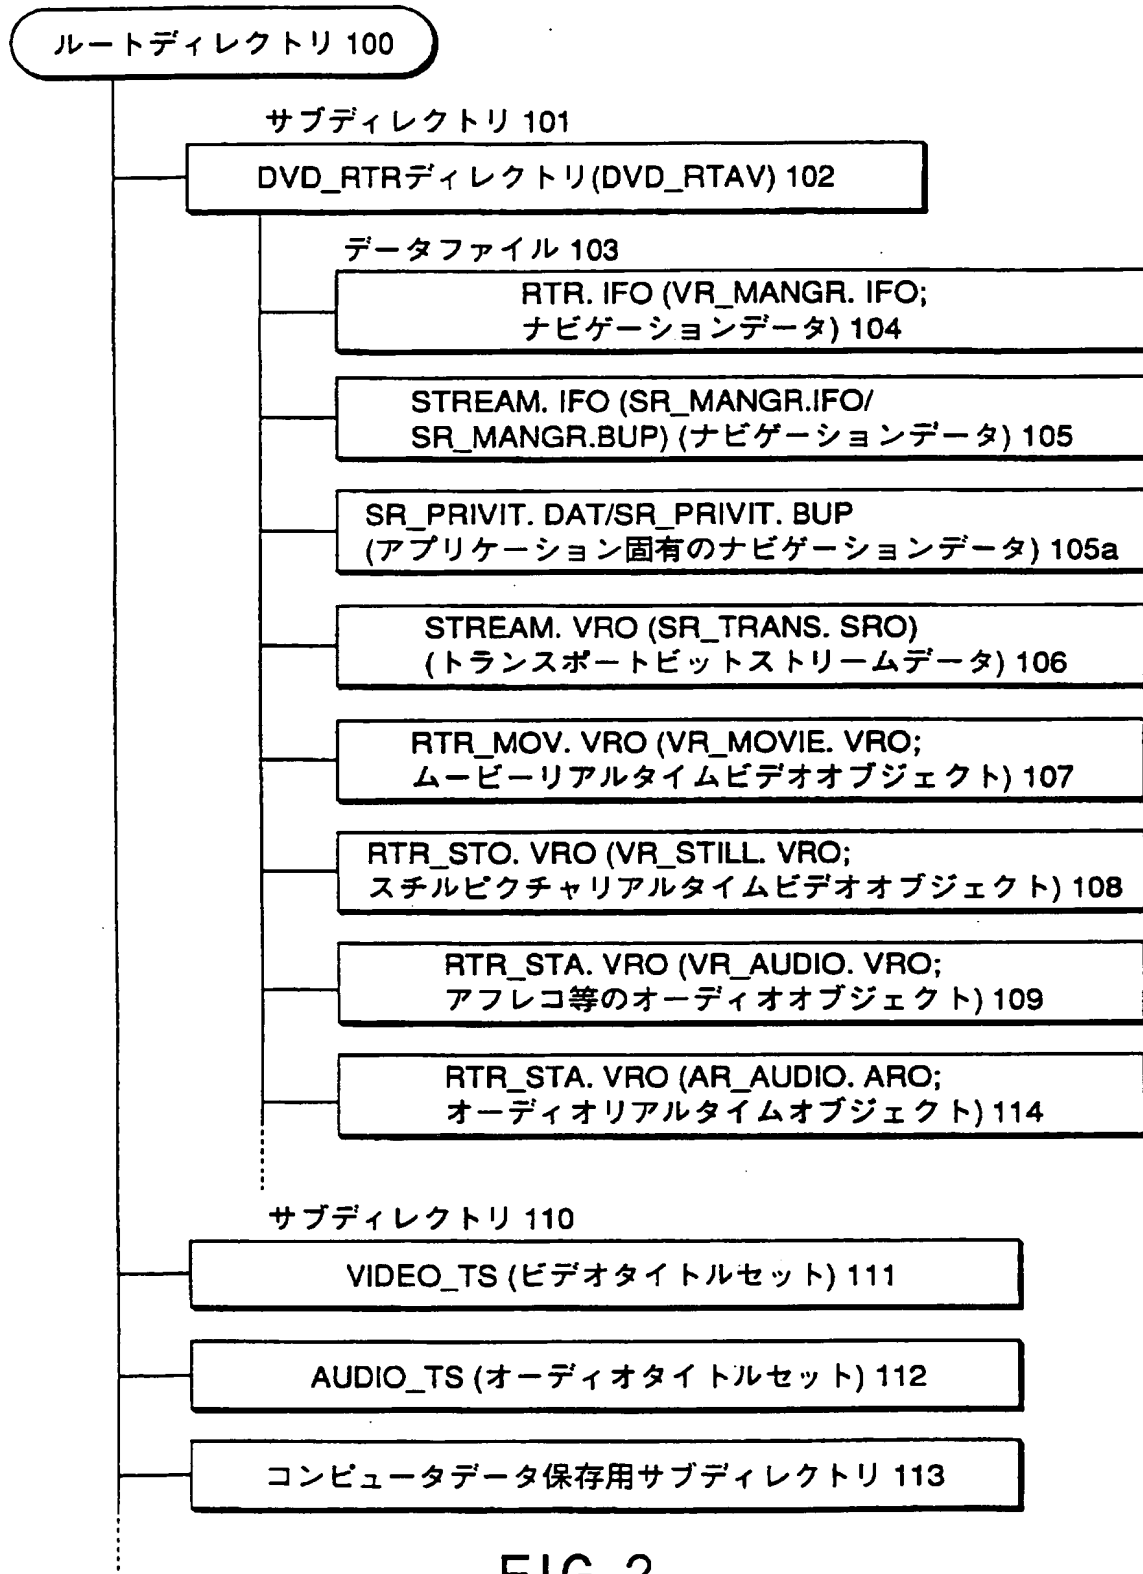 ルートディレクトリ 100
サブディレクトリ 101
DVD_RTRディレクトリ(DVD_RTAV) 102
データファイル 103
RTR. IFO (VR_MANGR. IFO;
ナビゲーションデータ) 104
STREAM. IFO (SR_MANGR.IFO/
SR_MANGR.BUP) (ナビゲーションデータ) 105
SR_PRIVIT. DAT/SR_PRIVIT. BUP
(アプリケーション固有のナビゲーションデータ) 105a
STREAM. VRO (SR_TRANS. SRO)
(トランスポートビットストリームデータ) 106
RTR_MOV. VRO (VR_MOVIE. VRO;
ムービーリアルタイムビデオオブジェクト) 107
RTR_STO. VRO (VR_STILL. VRO;
スチルピクチャリアルタイムビデオオブジェクト) 108
RTR_STA. VRO (VR_AUDIO. VRO;
アフレコ等のオーディオオブジェクト) 109
RTR_STA. VRO (AR_AUDIO. ARO;
オーディオリアルタイムオブジェクト) 114
サブディレクトリ 110
VIDEO_TS (ビデオタイトルセット) 111
AUDIO_TS (オーディオタイトルセット) 112
コンピュータデータ保存用サブディレクトリ 113
FIG. 2